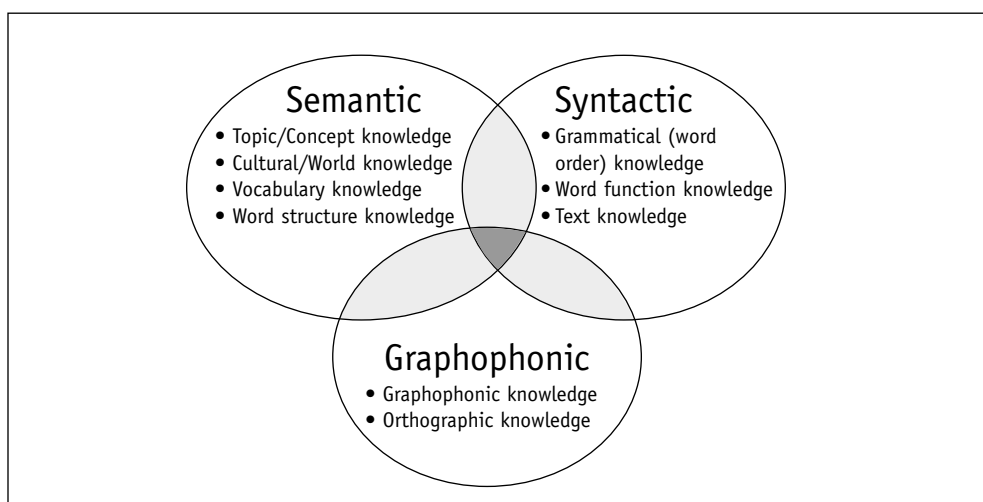 Semantic
• Topic/Concept knowledge
• Cultural/World knowledge
• Vocabulary knowledge
• Word structure knowledge
Syntactic
• Grammatical (word
order) knowledge
• Word function knowledge
• Text knowledge
Graphophonic
• Graphophonic knowledge
• Orthographic knowledge